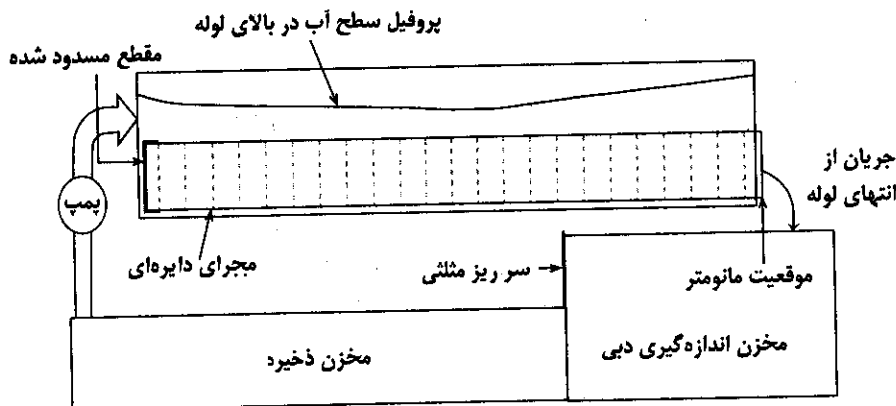 پروفیل سطح آب در بالای لوله
مقطع مسدود شده
جریان از
انتهای لوله
پمپ
مجرای دایره‌ای
سر ریز مثلثی
موقعیت مانومتر
مخزن ذخیره
مخزن اندازه‌گیری دبی